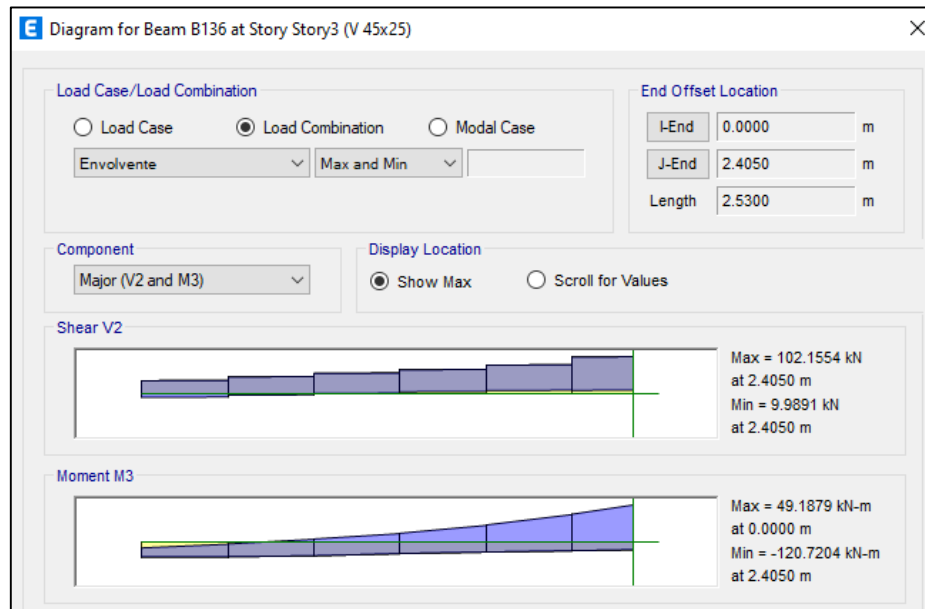 E Diagram for Beam B136 at Story Story3 (V 45x25)
Load Case/Load Combination
Load Case Load Combination Modal Case
Envolvente Max and Min
End Offset Location
I-End 0.0000 m
J-End 2.4050 m
Length 2.5300 m
Component
Major (V2 and M3)
Display Location
Show Max Scroll for Values
Shear V2
Max = 102.1554 kN
at 2.4050 m
Min = 9.9891 kN
at 2.4050 m
Moment M3
Max = 49.1879 kN-m
at 0.0000 m
Min = -120.7204 kN-m
at 2.4050 m